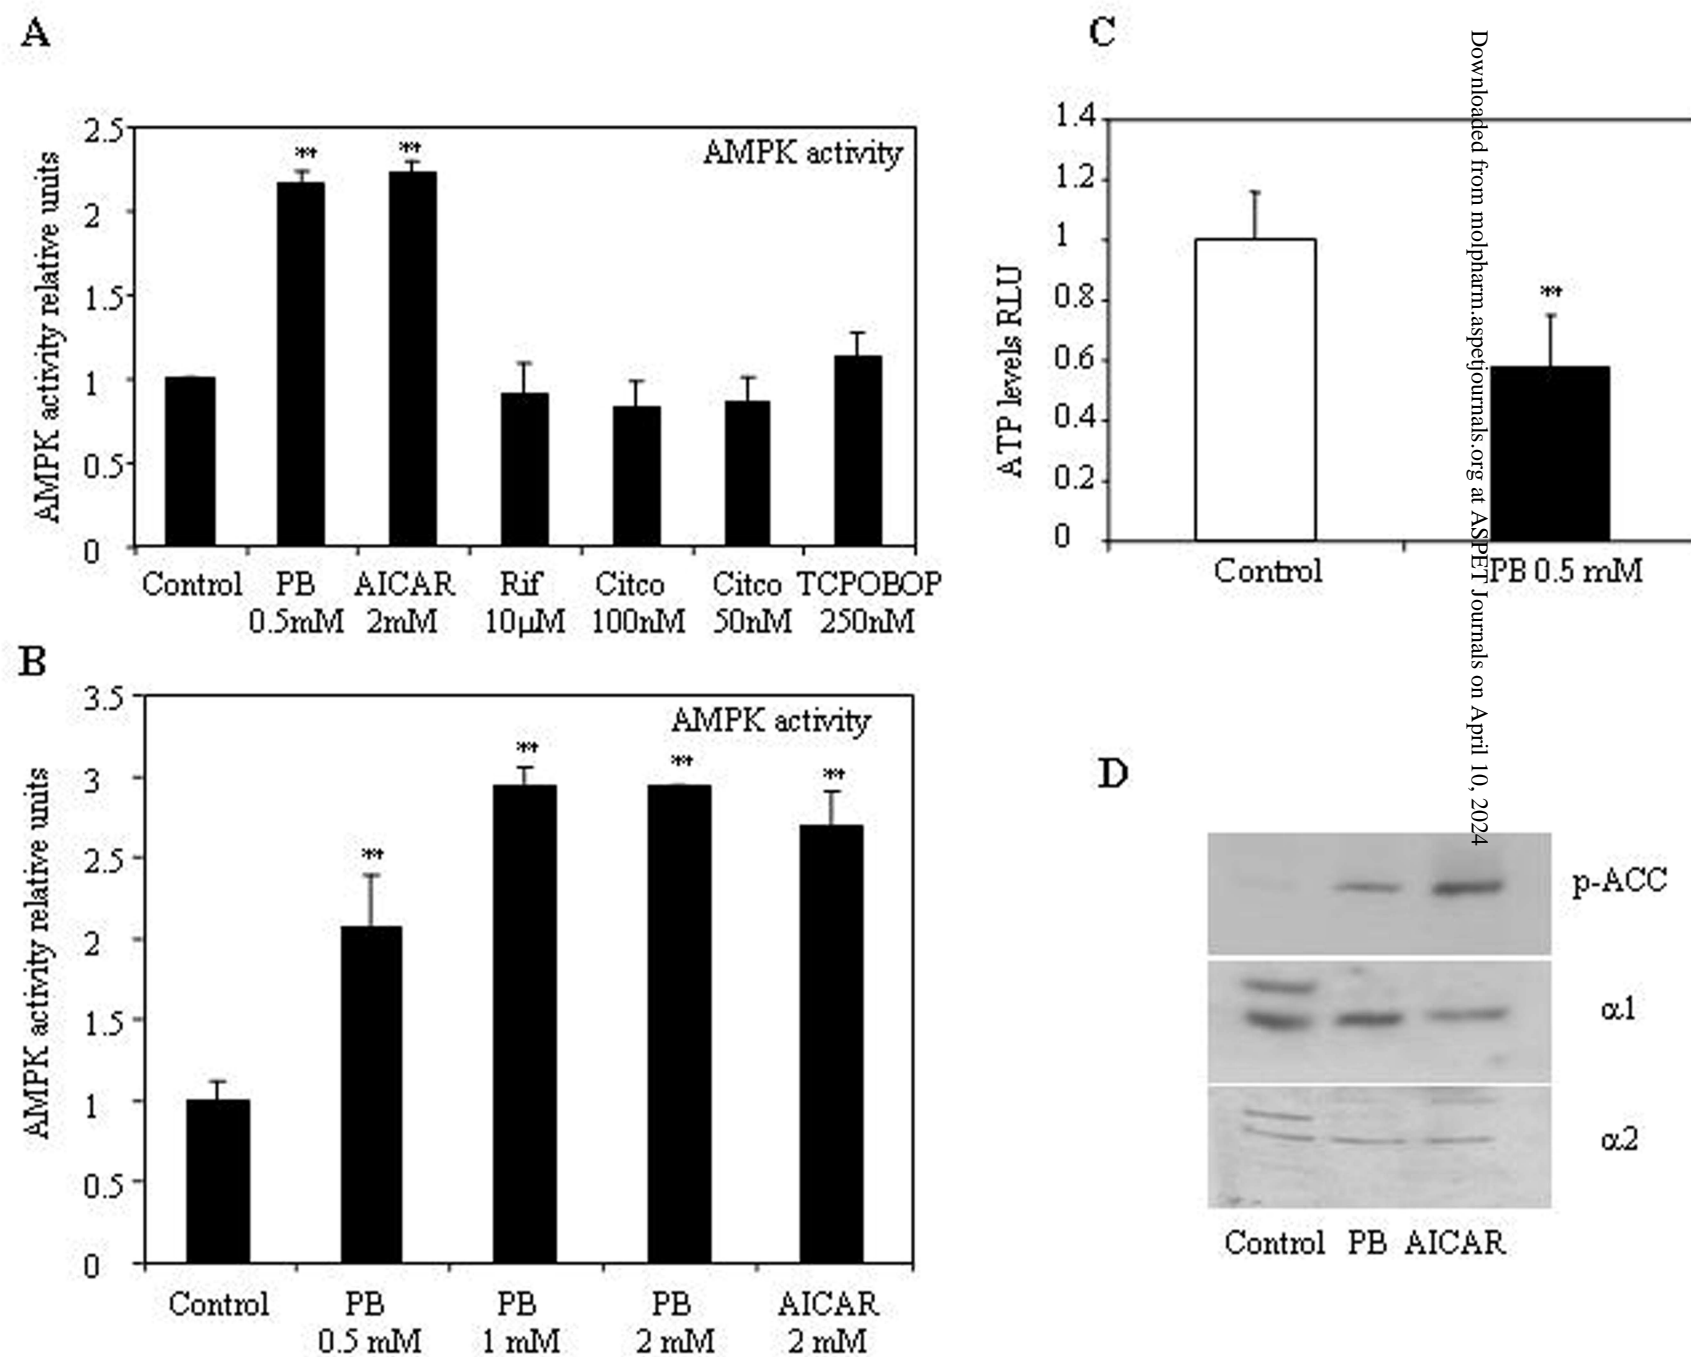 A
AMPK activity relative units
2.5
2
1.5
1
0.5
0
AMPK activity
**
**
Control PB AICAR Rif Citco Citco TCPOBOP
0.5mM 2mM 10μM 100nM 50nM 250nM
B
AMPK activity relative units
3.5
3
2.5
2
1.5
1
0.5
0
AMPK activity
**
**
**
**
Control PB PB PB AICAR
0.5 mM 1 mM 2 mM 2 mM
C
ATP levels RLU
1.4
1.2
1
0.8
0.6
0.4
0.2
0
**
Control PB 0.5 mM
Downloaded from molpharm.aspetjournals.org at ASPET Journals on April 10, 2024
D
p-ACC
α1
α2
Control PB AICAR